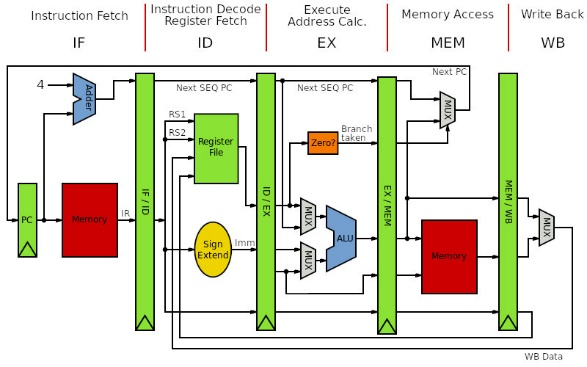 Instruction Fetch
IF
Instruction Decode
Register Fetch
ID
Execute
Address Calc.
EX
Memory Access
MEM
Write Back
WB
Next PC
4
Adder
Next SEQ PC
Next SEQ PC
MUX
RS1
RS2
Register
File
Branch
taken
Zero?
IF / ID
ID / EX
EX / MEM
MEM / WB
PC
Memory
IR
MUX
MUX
ALU
Sign
Extend
Imm
Memory
MUX
WB Data